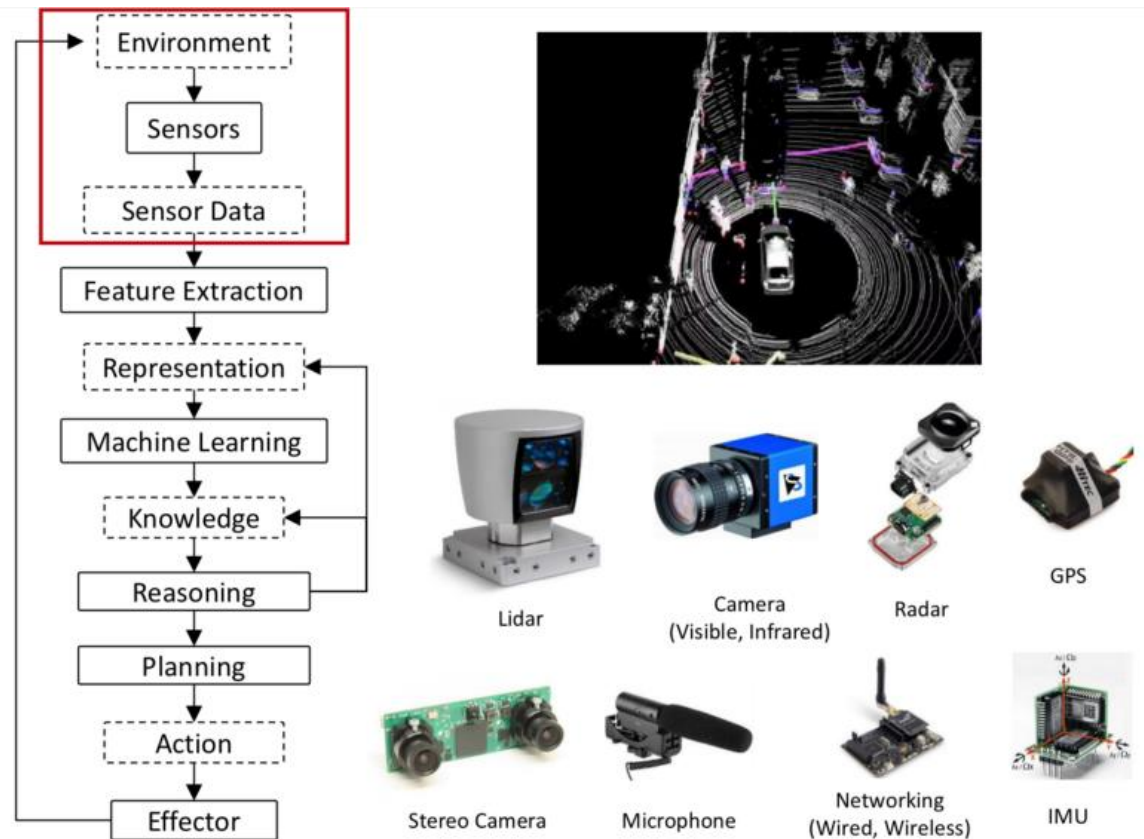 Environment
Sensors
Sensor Data
Feature Extraction
Representation
Machine Learning
Knowledge
Reasoning
Planning
Action
Effector
Lidar
Camera
(Visible, Infrared)
Radar
GPS
Stereo Camera
Microphone
Networking
(Wired, Wireless)
IMU